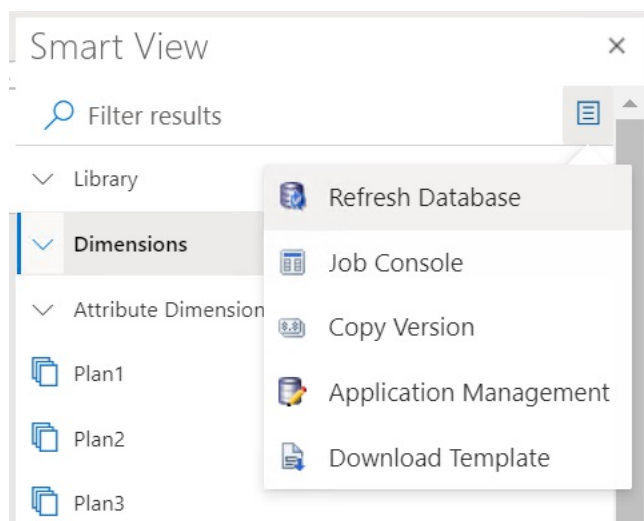 Smart View
Filter results
Library
Refresh Database
Dimensions
Job Console
Attribute Dimension
Copy Version
Plan1
Application Management
Plan2
Download Template
Plan3